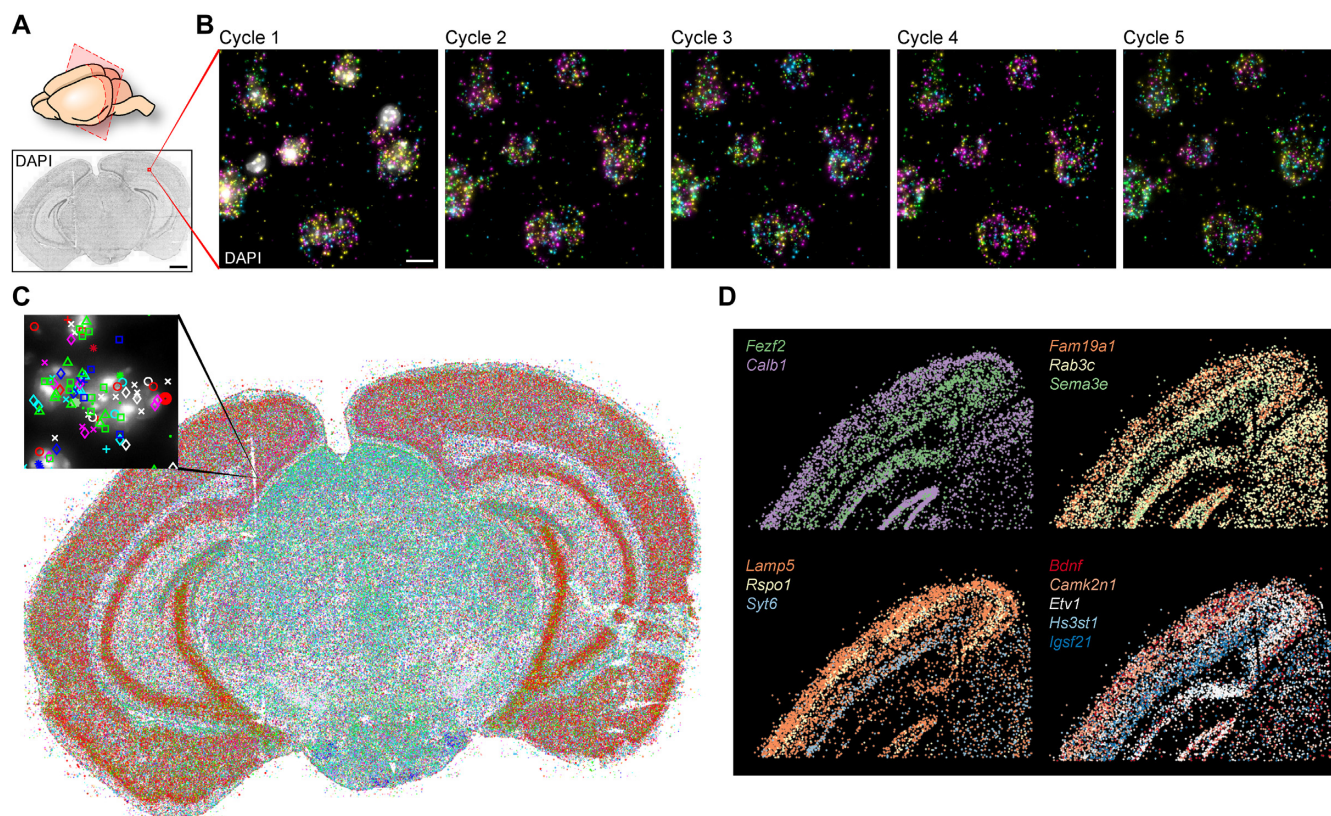 A
B
Cycle 1
Cycle 2
Cycle 3
Cycle 4
Cycle 5
DAPI
DAPI
C
D
Fezf2
Calb1
Fam19a1
Rab3c
Sema3e
Lamp5
Rspo1
Syt6
Bdnf
Camk2n1
Etv1
Hs3st1
Igsf21